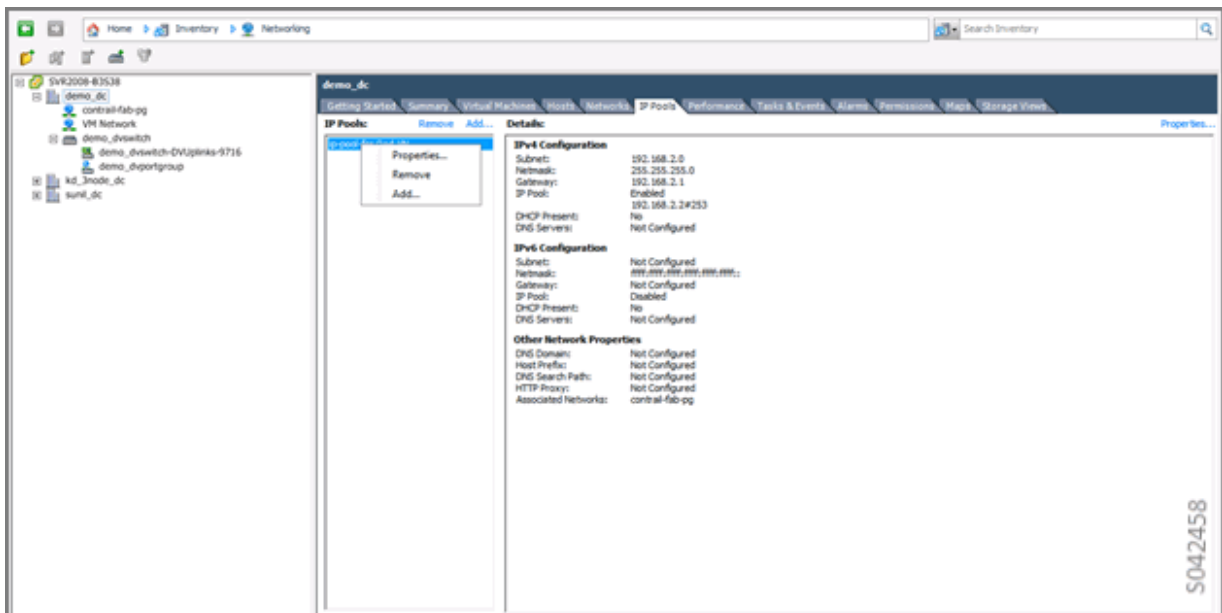 Home Inventory Networking
Search Inventory
SVR2008-B3538
demo_dc
contrail-fab-pg
VM Network
demo_dvswitch
demo_dvswitch-DVUplinks-9716
demo_dvportgroup
kd_3node_dc
sunil_dc
demo_dc
Getting Started Summary Virtual Machines Hosts Networks IP Pools Performance Tasks & Events Alarms Permissions Maps Storage Views
IP Pools: Remove Add...
Properties...
Remove
Add...
Details: Properties...
IPv4 Configuration
Subnet: 192.168.2.0
Netmask: 255.255.255.0
Gateway: 192.168.2.1
IP Pool: Enabled
192.168.2.2#253
DHCP Present: No
DNS Servers: Not Configured
IPv6 Configuration
Subnet: Not Configured
Netmask: ffff:ffff:ffff:ffff:ffff:ffff::
Gateway: Not Configured
IP Pool: Disabled
DHCP Present: No
DNS Servers: Not Configured
Other Network Properties
DNS Domain: Not Configured
Host Prefix: Not Configured
DNS Search Path: Not Configured
HTTP Proxy: Not Configured
Associated Networks: contrail-fab-pg
S042458